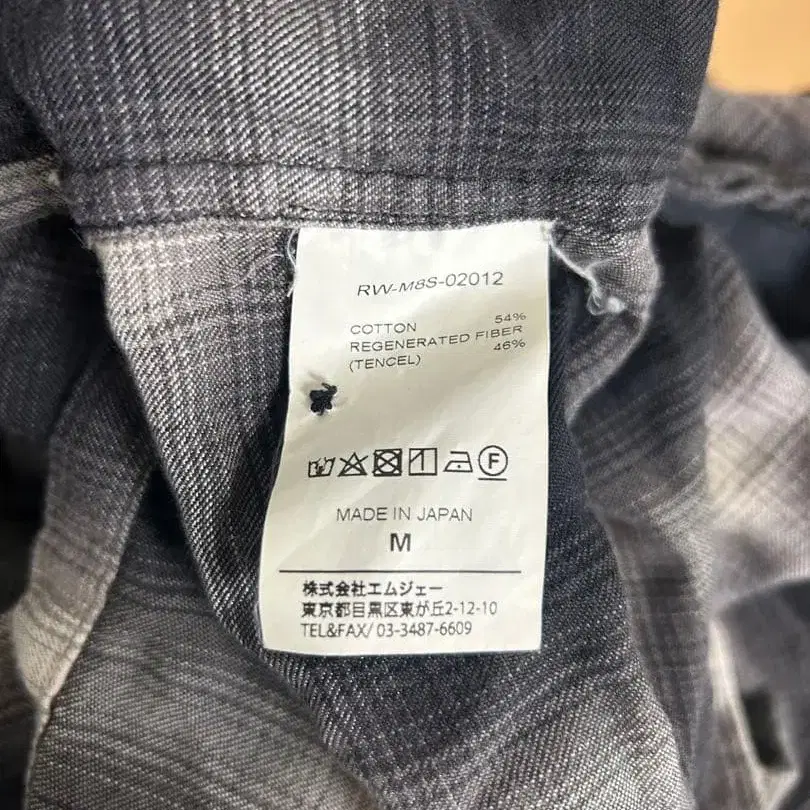 RW-M8S-02012
COTTON 54%
REGENERATED FIBER 46%
(TENCEL)
F
MADE IN JAPAN
M
株式会社エムジェー
東京都目黒区東が丘2-12-10
TEL&FAX/ 03-3487-6609